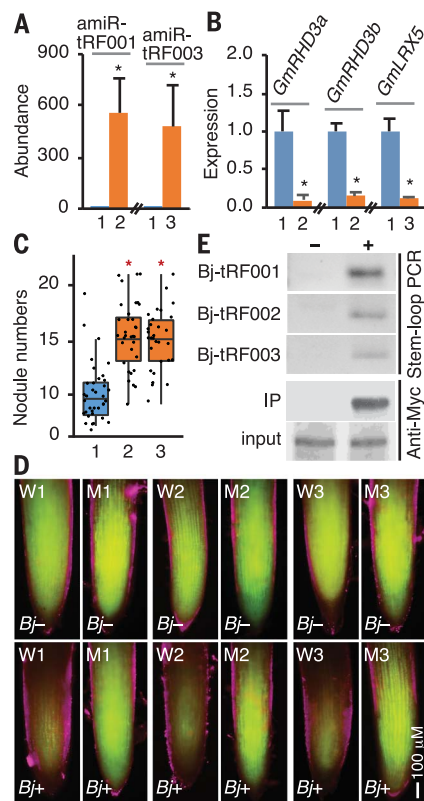 A
amiR-
tRF001
amiR-
tRF003
Abundance
900
600
300
0
*
*
1 2 1 3
B
GmRHD3a
GmRHD3b
GmLRX5
Expression
2.0
1.5
1.0
0.5
0.0
*
*
*
1 2 1 2 1 3
C
Nodule numbers
20
15
10
0
*
*
1 2 3
E
− +
Bj-tRF001
Bj-tRF002
Bj-tRF003
Stem-loop PCR
IP
input
Anti-Myc
D
W1 M1 W2 M2 W3 M3
Bj− Bj− Bj− Bj− Bj− Bj−
W1 M1 W2 M2 W3 M3
Bj+ Bj+ Bj+ Bj+ Bj+ Bj+
100 μM